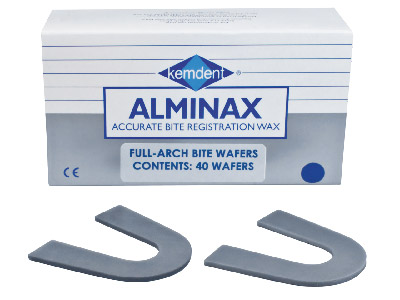 kemdent®
ALMINAX
ACCURATE BITE REGISTRATION WAX
FULL-ARCH BITE WAFERS
CONTENTS: 40 WAFERS
CE